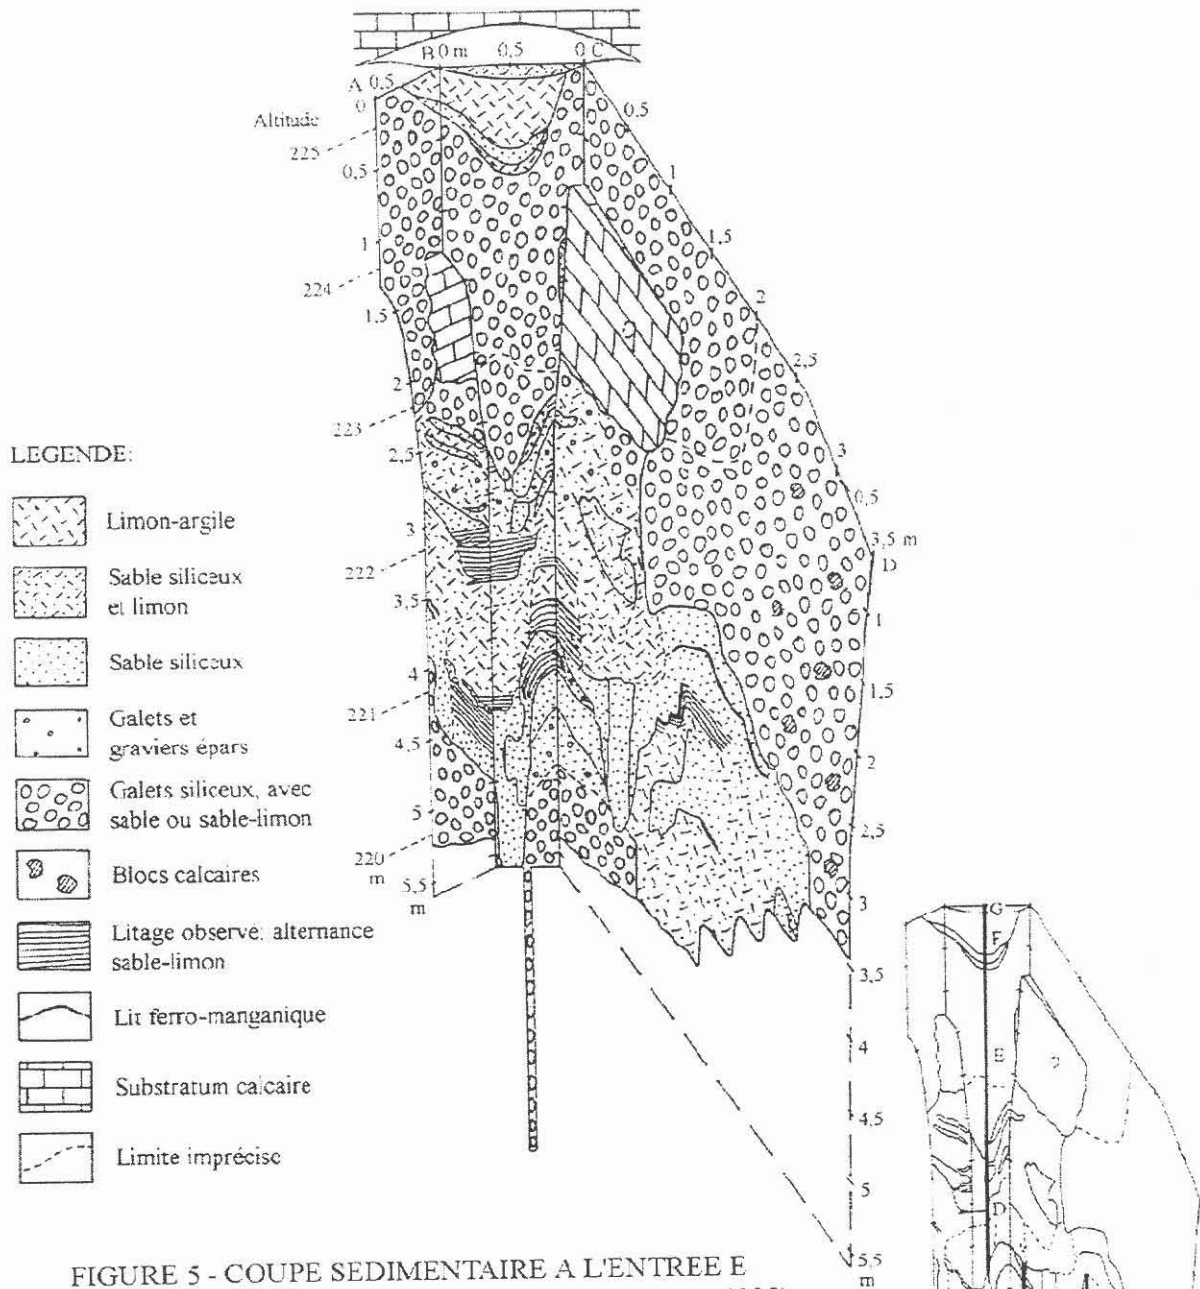 B 0 m 0,5 0 C
A 0,5
0
0,5
Altitude
225
0,5
1
1
1,5
224
1,5
2
2
2,5
223
2,5
3
0,5
LEGENDE:
Limon-argile
Sable siliceux
et limon
Sable siliceux
Galets et
graviers épars
Galets siliceux, avec
sable ou sable-limon
Blocs calcaires
Litage observé: alternance
sable-limon
Lit ferro-manganique
Substratum calcaire
Limite imprécise
3
3,5 m
D
222
3,5
1
4
1,5
221
4,5
2
5
2,5
220
m
5,5
m
3
3,5
4
4,5
5
5,5
m
?
G
F
E
?
D
FIGURE 5 - COUPE SEDIMENTAIRE A L'ENTREE E